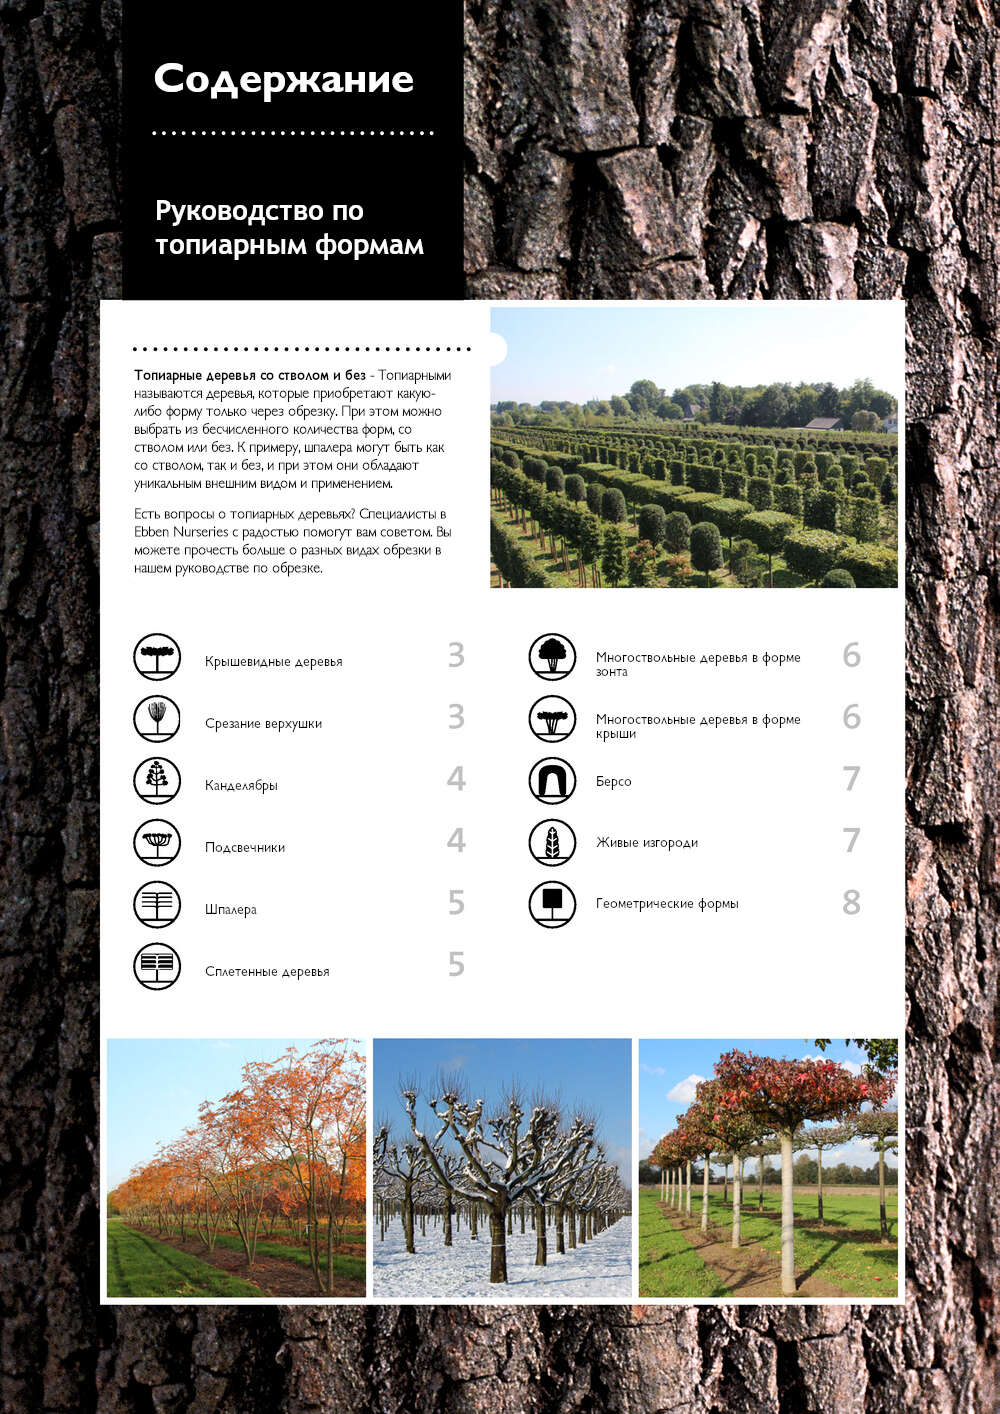 Содержание
Руководство по
топиарным формам
Топиарные деревья со стволом и без - Топиарными
называются деревья, которые приобретают какую-
либо форму только через обрезку. При этом можно
выбрать из бесчисленного количества форм, со
стволом или без. К примеру, шпалера могут быть как
со стволом, так и без, и при этом они обладают
уникальным внешним видом и применением.
Есть вопросы о топиарных деревьях? Специалисты в
Ebben Nurseries с радостью помогут вам советом. Вы
можете прочесть больше о разных видах обрезки в
нашем руководстве по обрезке.
Крышевидные деревья 3
Срезание верхушки 3
Канделябры 4
Подсвечники 4
Шпалера 5
Сплетенные деревья 5
Многоствольные деревья в форме 6
зонта
Многоствольные деревья в форме 6
крыши
Берсо 7
Живые изгороди 7
Геометрические формы 8